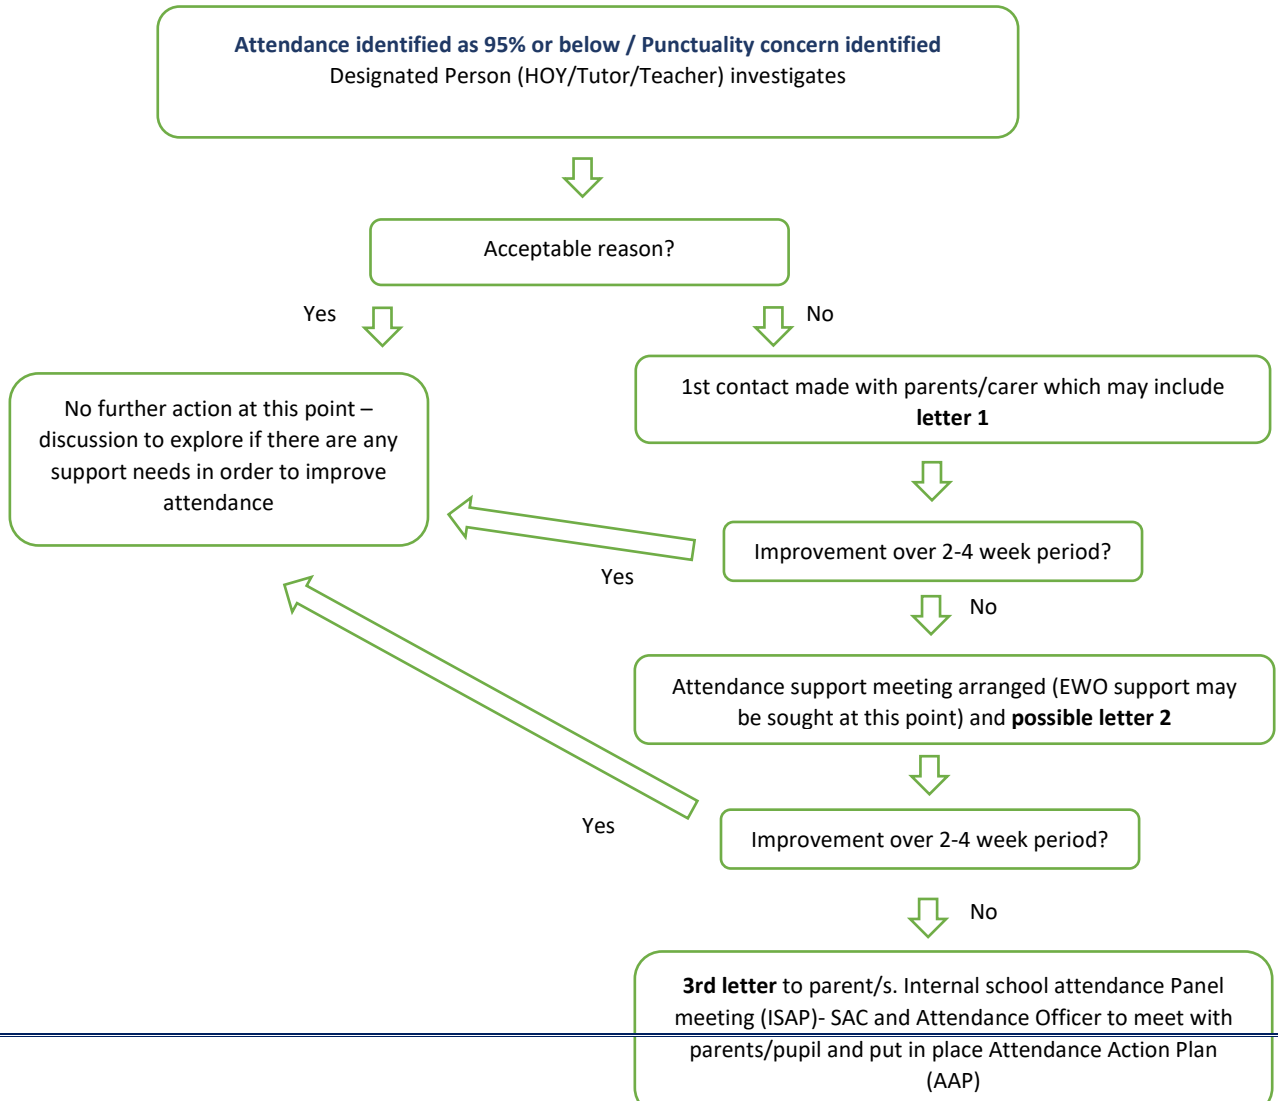 Attendance identified as 95% or below / Punctuality concern identified
Designated Person (HOY/Tutor/Teacher) investigates
Acceptable reason?
Yes
No
No further action at this point –
discussion to explore if there are any
support needs in order to improve
attendance
1st contact made with parents/carer which may include
letter 1
Improvement over 2-4 week period?
Yes
No
Attendance support meeting arranged (EWO support may
be sought at this point) and possible letter 2
Improvement over 2-4 week period?
Yes
No
3rd letter to parent/s. Internal school attendance Panel
meeting (ISAP)- SAC and Attendance Officer to meet with
parents/pupil and put in place Attendance Action Plan
(AAP)